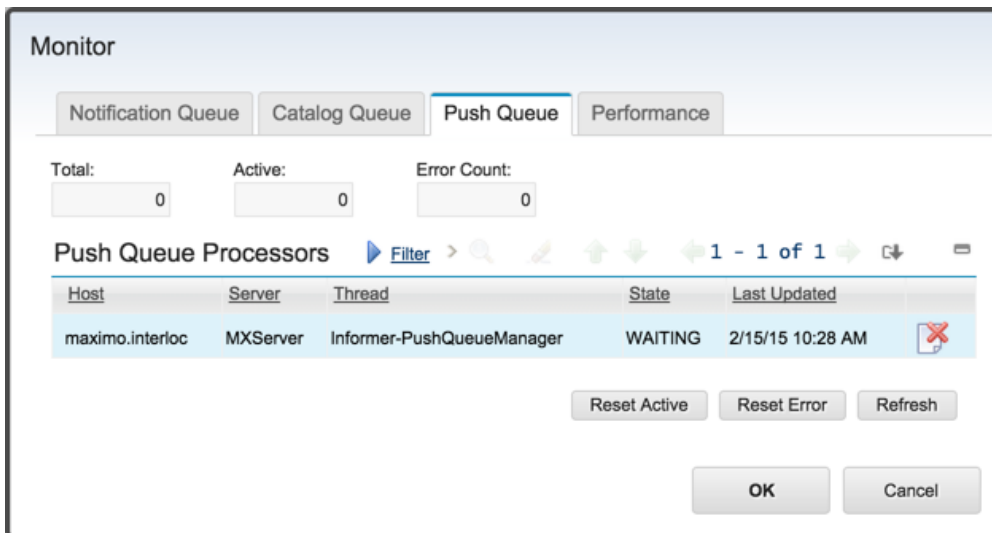 Monitor
Notification Queue Catalog Queue Push Queue Performance
Total: Active: Error Count:
0 0 0
Push Queue Processors Filter > 1 - 1 of 1
Host Server Thread State Last Updated
maximo.interloc MXServer Informer-PushQueueManager WAITING 2/15/15 10:28 AM
Reset Active Reset Error Refresh
OK Cancel